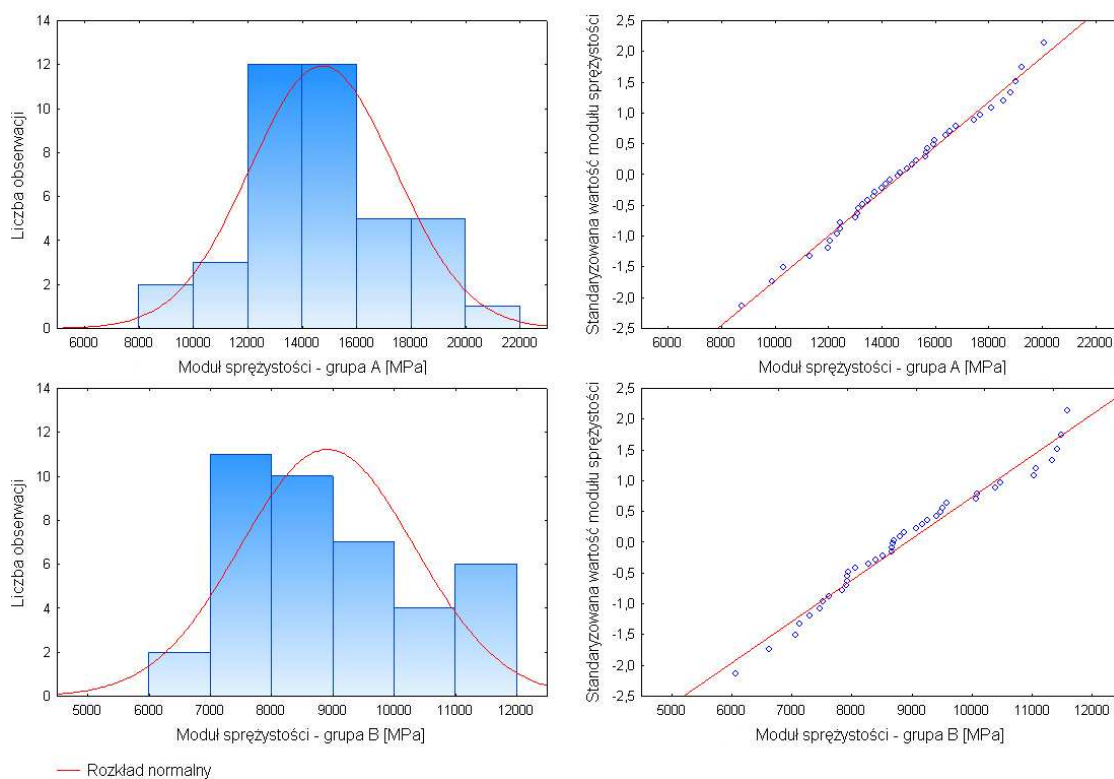 14
12
10
8
6
4
2
0
Liczba obserwacji
6000 8000 10000 12000 14000 16000 18000 20000 22000
Moduł sprężystości - grupa A [MPa]
2,5
2,0
1,5
1,0
0,5
0,0
-0,5
-1,0
-1,5
-2,0
-2,5
Standaryzowana wartość modułu sprężystości
6000 8000 10000 12000 14000 16000 18000 20000 22000
Moduł sprężystości - grupa A [MPa]
14
12
10
8
6
4
2
0
Liczba obserwacji
5000 6000 7000 8000 9000 10000 11000 12000
Moduł sprężystości - grupa B [MPa]
2,5
2,0
1,5
1,0
0,5
0,0
-0,5
-1,0
-1,5
-2,0
-2,5
Standaryzowana wartość modułu sprężystości
5000 6000 7000 8000 9000 10000 11000 12000
Moduł sprężystości - grupa B [MPa]
Rozkład normalny